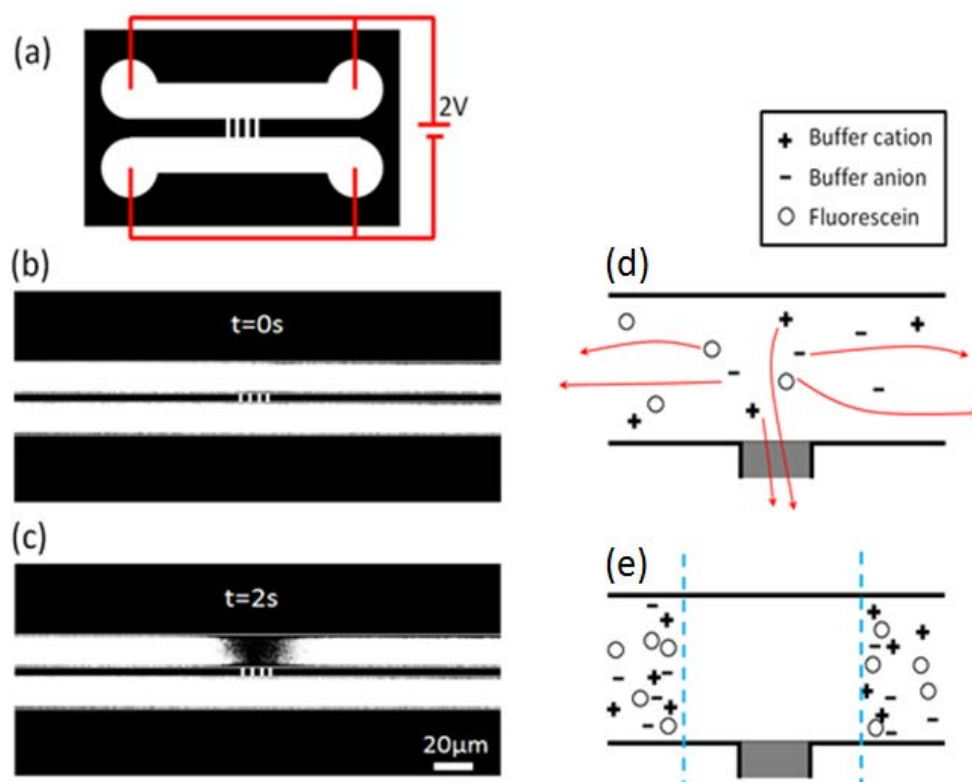 (a)
2V
+ Buffer cation
- Buffer anion
Fluorescein
(b)
t=0s
(d)
(c)
t=2s
20μm
(e)